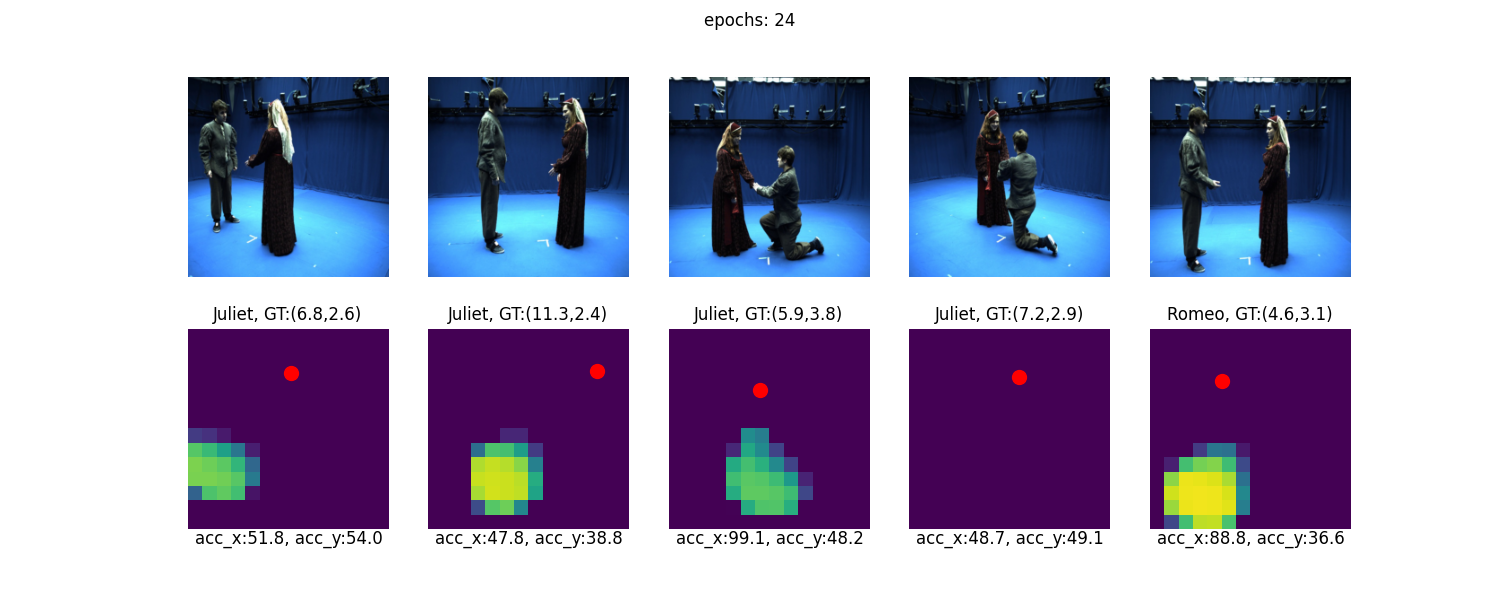 epochs: 24
Juliet, GT:(6.8,2.6)
Juliet, GT:(11.3,2.4)
Juliet, GT:(5.9,3.8)
Juliet, GT:(7.2,2.9)
Romeo, GT:(4.6,3.1)
acc_x:51.8, acc_y:54.0
acc_x:47.8, acc_y:38.8
acc_x:99.1, acc_y:48.2
acc_x:48.7, acc_y:49.1
acc_x:88.8, acc_y:36.6